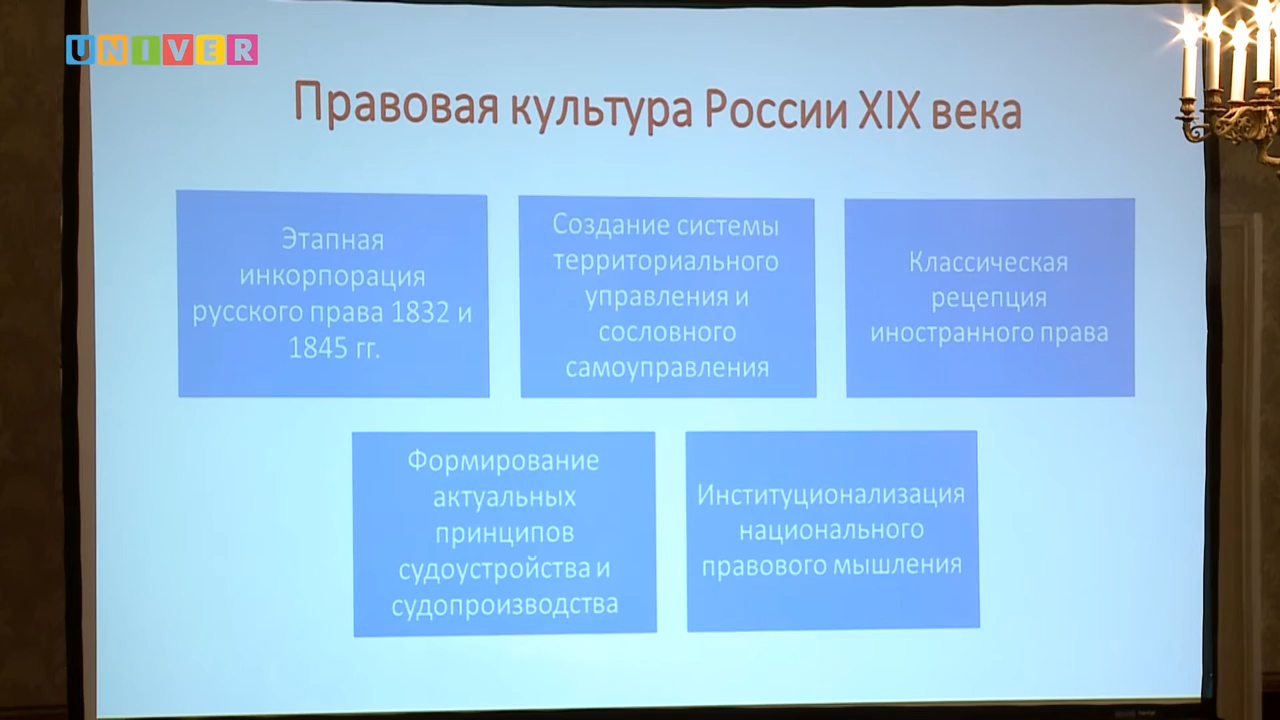 UNIVER
Правовая культура России XIX века
Этапная
инкорпорация
русского права 1832 и
1845 гг.
Создание системы
территориального
управления и
сословного
самоуправления
Классическая
рецепция
иностранного права
Формирование
актуальных
принципов
судоустройства и
судопроизводства
Институционализация
национального
правового мышления